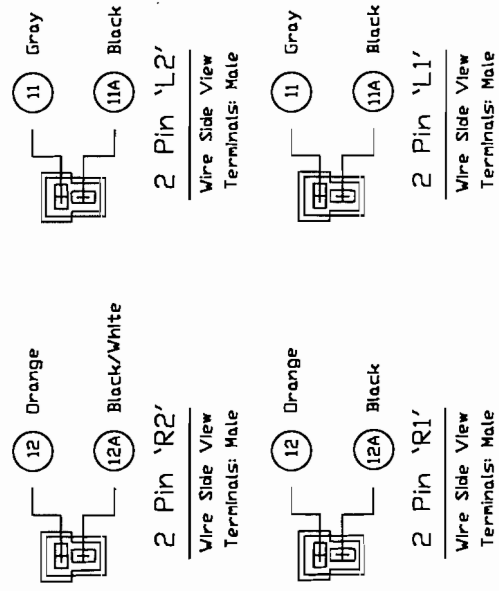 12 Orange
12A Black/White
2 Pin 'R2'
Wire Side View
Terminals: Male
11 Gray
11A Black
2 Pin 'L2'
Wire Side View
Terminals: Male
12 Orange
12A Black
2 Pin 'R1'
Wire Side View
Terminals: Male
11 Gray
11A Black
2 Pin 'L1'
Wire Side View
Terminals: Male